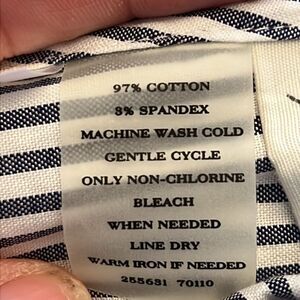 97% COTTON
3% SPANDEX
MACHINE WASH COLD
GENTLE CYCLE
ONLY NON-CHLORINE
BLEACH
WHEN NEEDED
LINE DRY
WARM IRON IF NEEDED
255631 70110